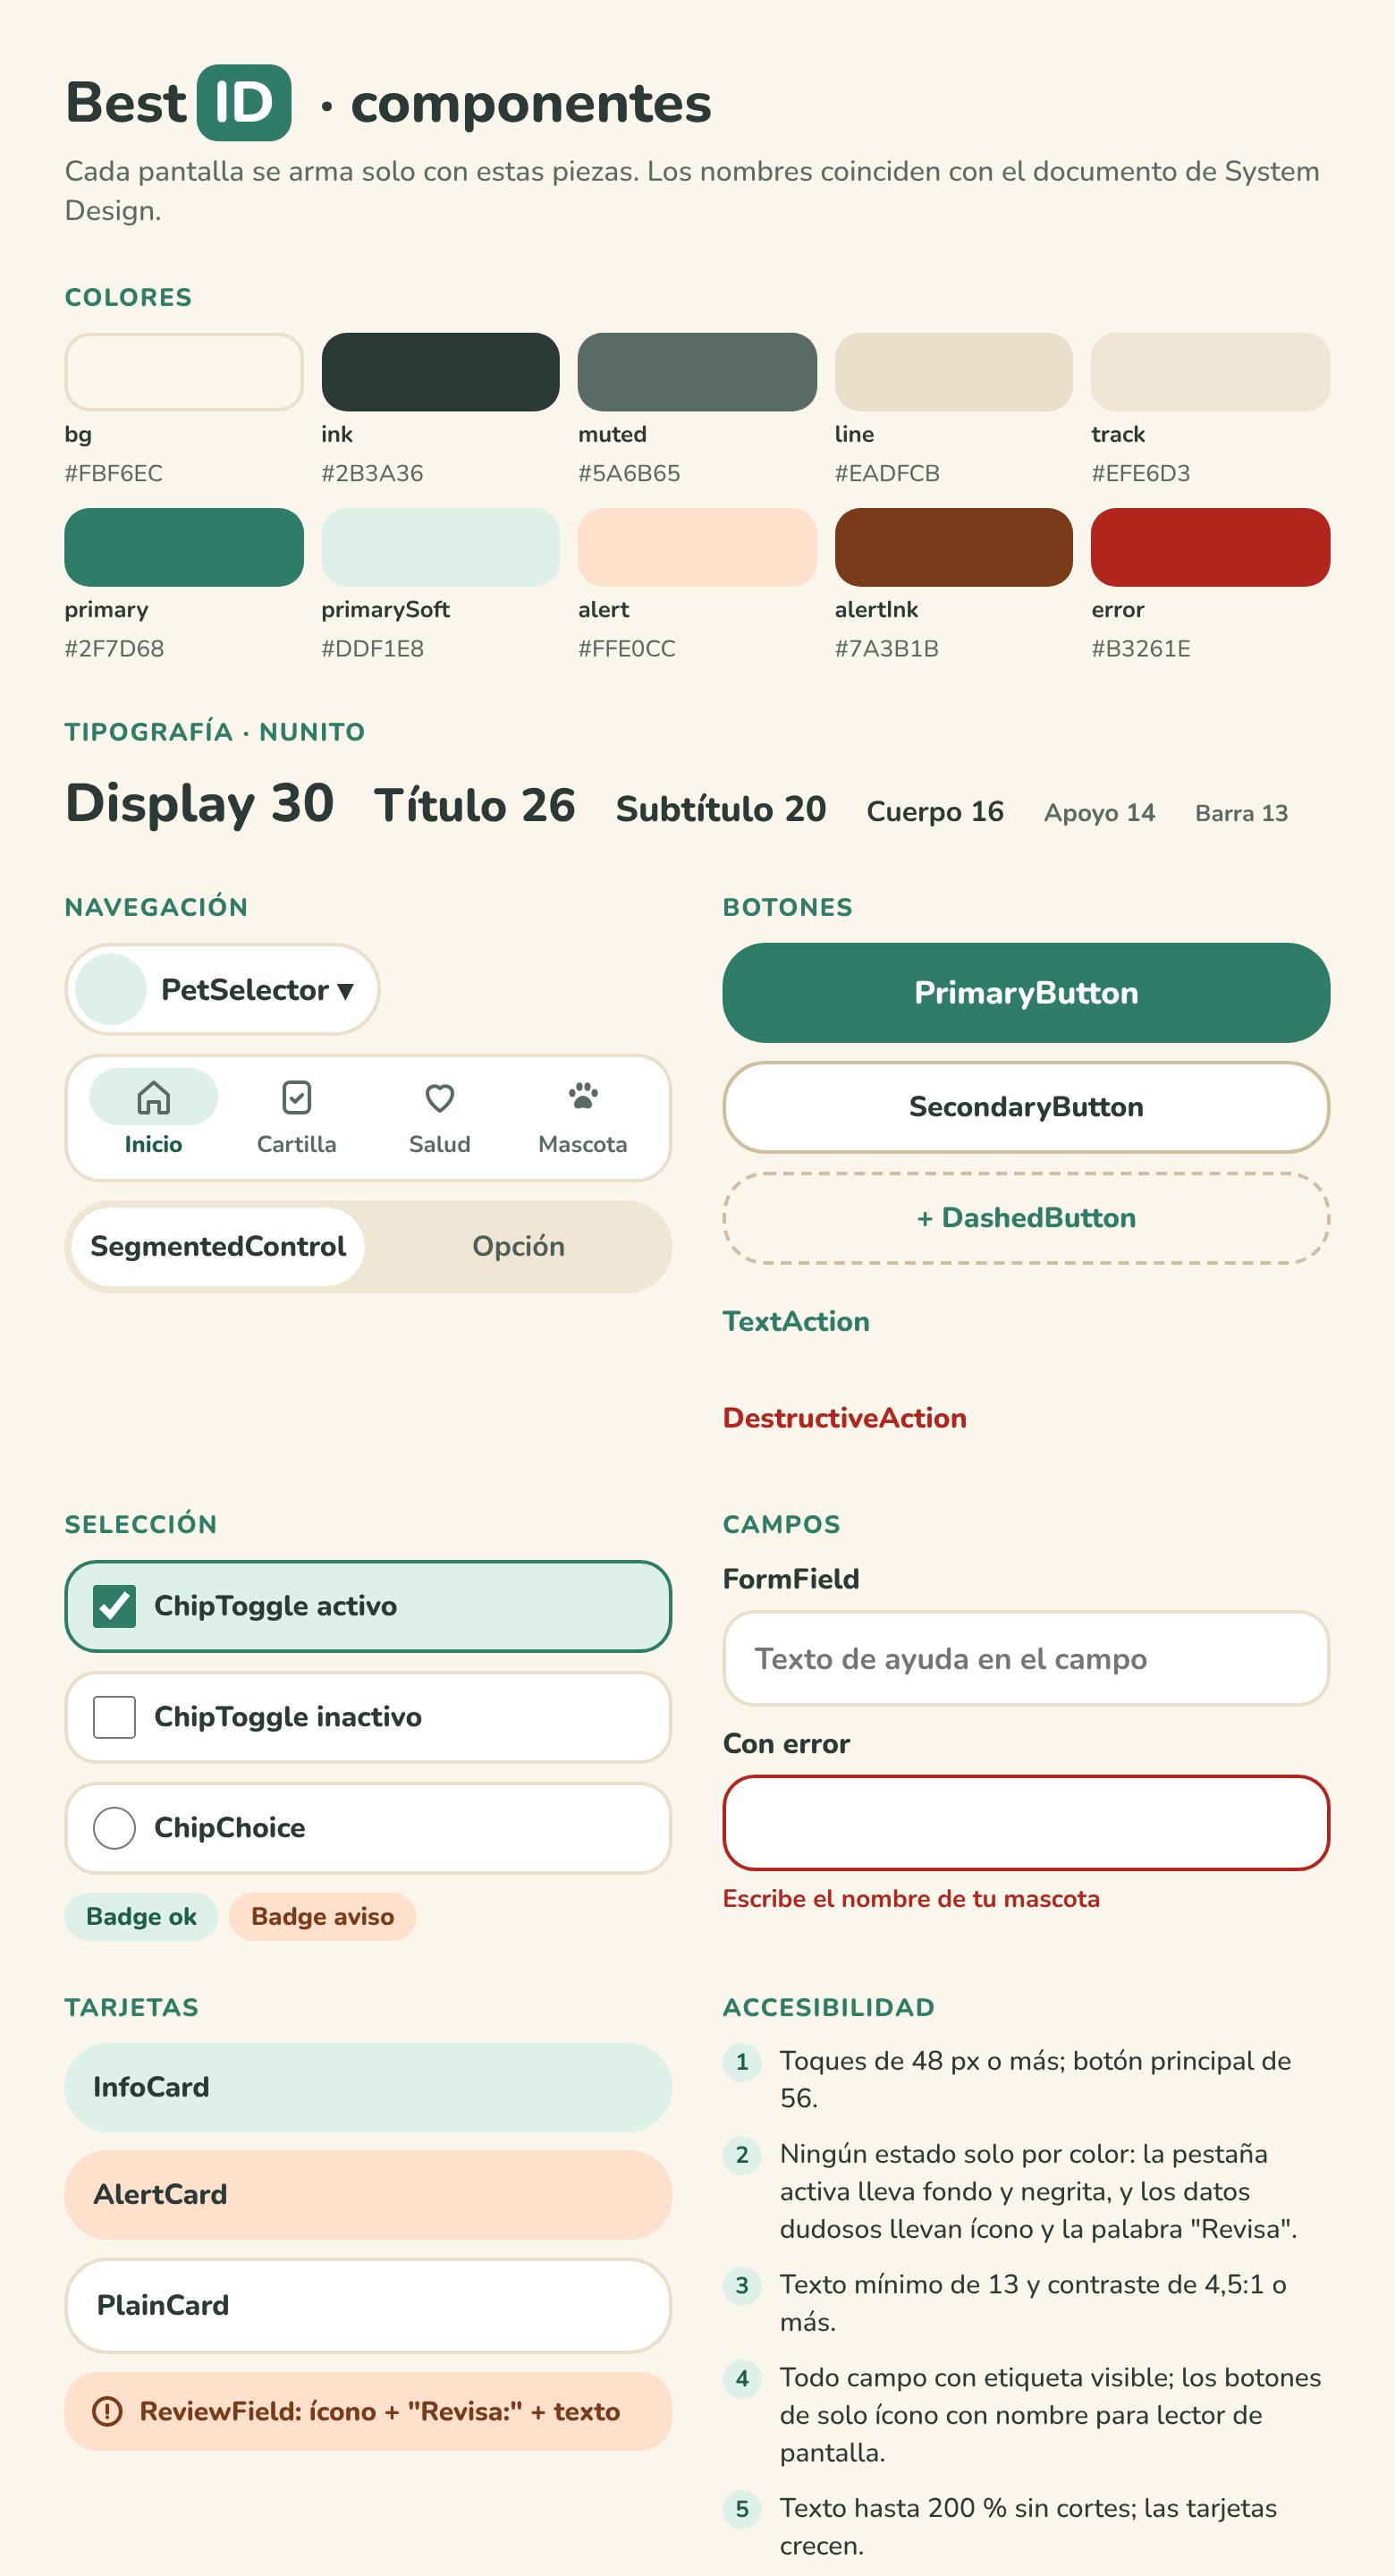 Best ID · componentes
Cada pantalla se arma solo con estas piezas. Los nombres coinciden con el documento de System
Design.
COLORES
bg
#FBF6EC
ink
#2B3A36
muted
#5A6B65
line
#EADFCB
track
#EFE6D3
primary
#2F7D68
primarySoft
#DDF1E8
alert
#FFE0CC
alertInk
#7A3B1B
error
#B3261E
TIPOGRAFÍA · NUNITO
Display 30 Título 26 Subtítulo 20 Cuerpo 16 Apoyo 14 Barra 13
NAVEGACIÓN
PetSelector ▾
Inicio
Cartilla
Salud
Mascota
SegmentedControl
Opción
BOTONES
PrimaryButton
SecondaryButton
+ DashedButton
TextAction
DestructiveAction
SELECCIÓN
ChipToggle activo
ChipToggle inactivo
ChipChoice
Badge ok
Badge aviso
CAMPOS
FormField
Texto de ayuda en el campo
Con error
Escribe el nombre de tu mascota
TARJETAS
InfoCard
AlertCard
PlainCard
ReviewField: ícono + "Revisa:" + texto
ACCESIBILIDAD
1 Toques de 48 px o más; botón principal de
56.
2 Ningún estado solo por color: la pestaña
activa lleva fondo y negrita, y los datos
dudosos llevan ícono y la palabra "Revisa".
3 Texto mínimo de 13 y contraste de 4,5:1 o
más.
4 Todo campo con etiqueta visible; los botones
de solo ícono con nombre para lector de
pantalla.
5 Texto hasta 200 % sin cortes; las tarjetas
crecen.